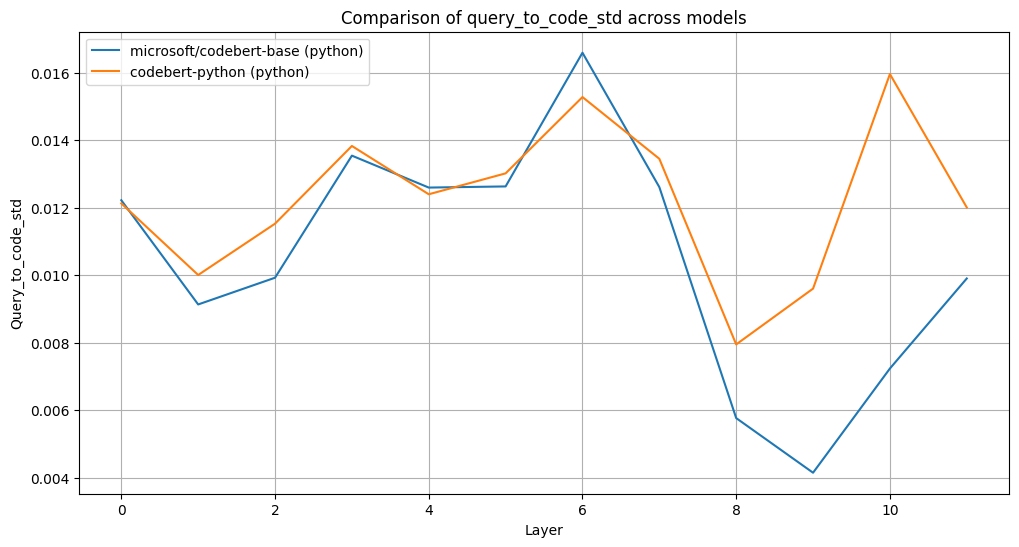 Comparison of query_to_code_std across models
microsoft/codebert-base (python)
codebert-python (python)
Query_to_code_std
0.016
0.014
0.012
0.010
0.008
0.006
0.004
0 2 4 6 8 10
Layer